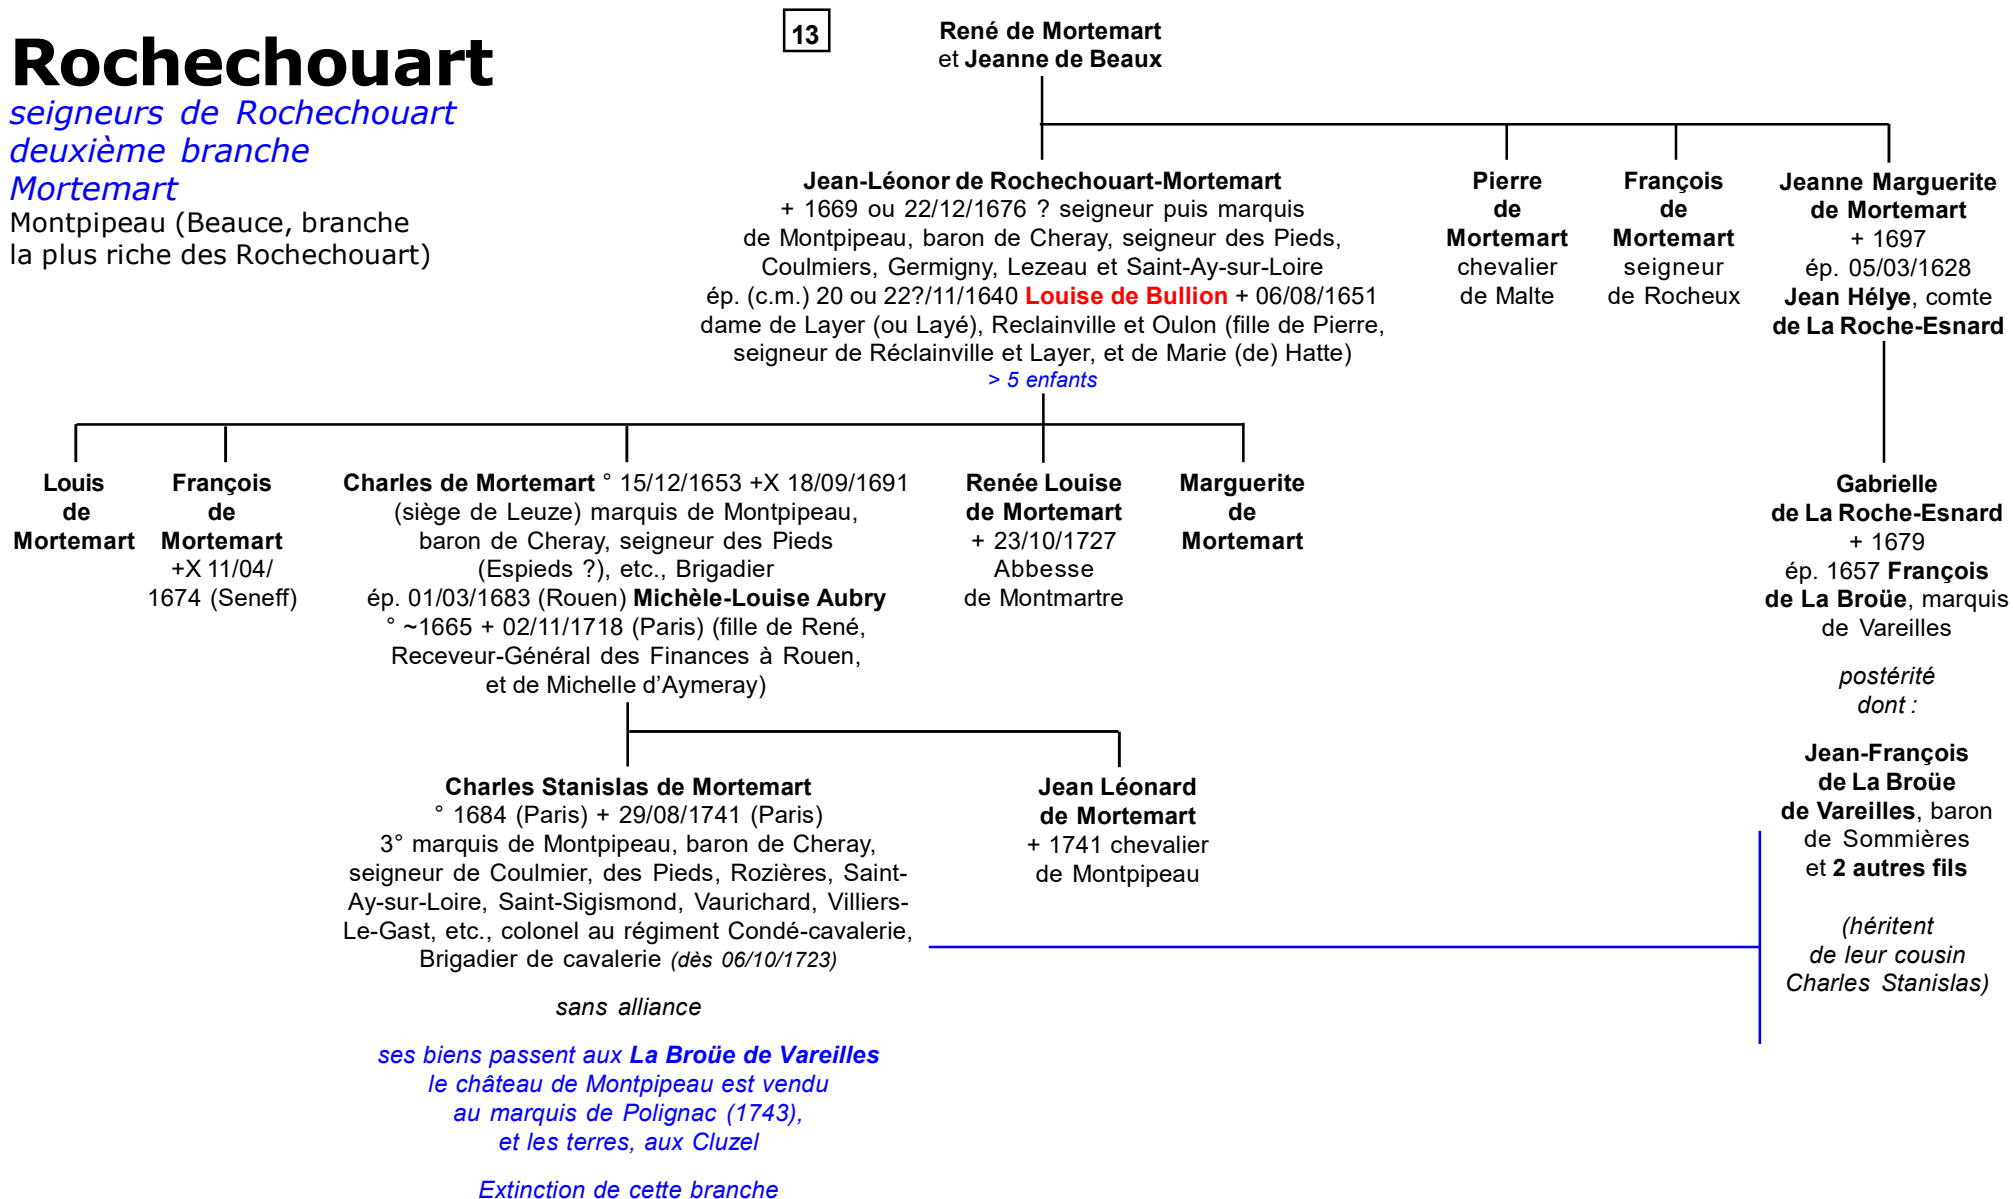 Rochechouart
seigneurs de Rochechouart
deuxième branche
Mortemart
Montpipeau (Beauce, branche
la plus riche des Rochechouart)
13
René de Mortemart
et Jeanne de Beaux
Jean-Léonor de Rochechouart-Mortemart
+ 1669 ou 22/12/1676 ? seigneur puis marquis
de Montpipeau, baron de Cheray, seigneur des Pieds,
Coulmiers, Germigny, Lezeau et Saint-Ay-sur-Loire
ép. (c.m.) 20 ou 22?/11/1640 Louise de Bullion + 06/08/1651
dame de Layer (ou Layé), Reclainville et Oulon (fille de Pierre,
seigneur de Réclainville et Layer, et de Marie (de) Hatte)
> 5 enfants
Pierre
de
Mortemart
chevalier
de Malte
François
de
Mortemart
seigneur
de Rocheux
Jeanne Marguerite
de Mortemart
+ 1697
ép. 05/03/1628
Jean Hélye, comte
de La Roche-Esnard
Louis
de
Mortemart
François
de
Mortemart
+X 11/04/
1674 (Seneff)
Charles de Mortemart ° 15/12/1653 +X 18/09/1691
(siège de Leuze) marquis de Montpipeau,
baron de Cheray, seigneur des Pieds
(Espieds ?), etc., Brigadier
ép. 01/03/1683 (Rouen) Michèle-Louise Aubry
° ~1665 + 02/11/1718 (Paris) (fille de René,
Receveur-Général des Finances à Rouen,
et de Michelle d’Aymeray)
Renée Louise
de Mortemart
+ 23/10/1727
Abbesse
de Montmartre
Marguerite
de
Mortemart
Gabrielle
de La Roche-Esnard
+ 1679
ép. 1657 François
de La Broüe, marquis
de Vareilles
postérité
dont :
Jean-François
de La Broüe
de Vareilles, baron
de Sommières
et 2 autres fils
(héritent
de leur cousin
Charles Stanislas)
Charles Stanislas de Mortemart
° 1684 (Paris) + 29/08/1741 (Paris)
3° marquis de Montpipeau, baron de Cheray,
seigneur de Coulmier, des Pieds, Rozières, Saint-
Ay-sur-Loire, Saint-Sigismond, Vaurichard, Villiers-
Le-Gast, etc., colonel au régiment Condé-cavalerie,
Brigadier de cavalerie (dès 06/10/1723)
sans alliance
ses biens passent aux La Broüe de Vareilles
le château de Montpipeau est vendu
au marquis de Polignac (1743),
et les terres, aux Cluzel
Extinction de cette branche
Jean Léonard
de Mortemart
+ 1741 chevalier
de Montpipeau